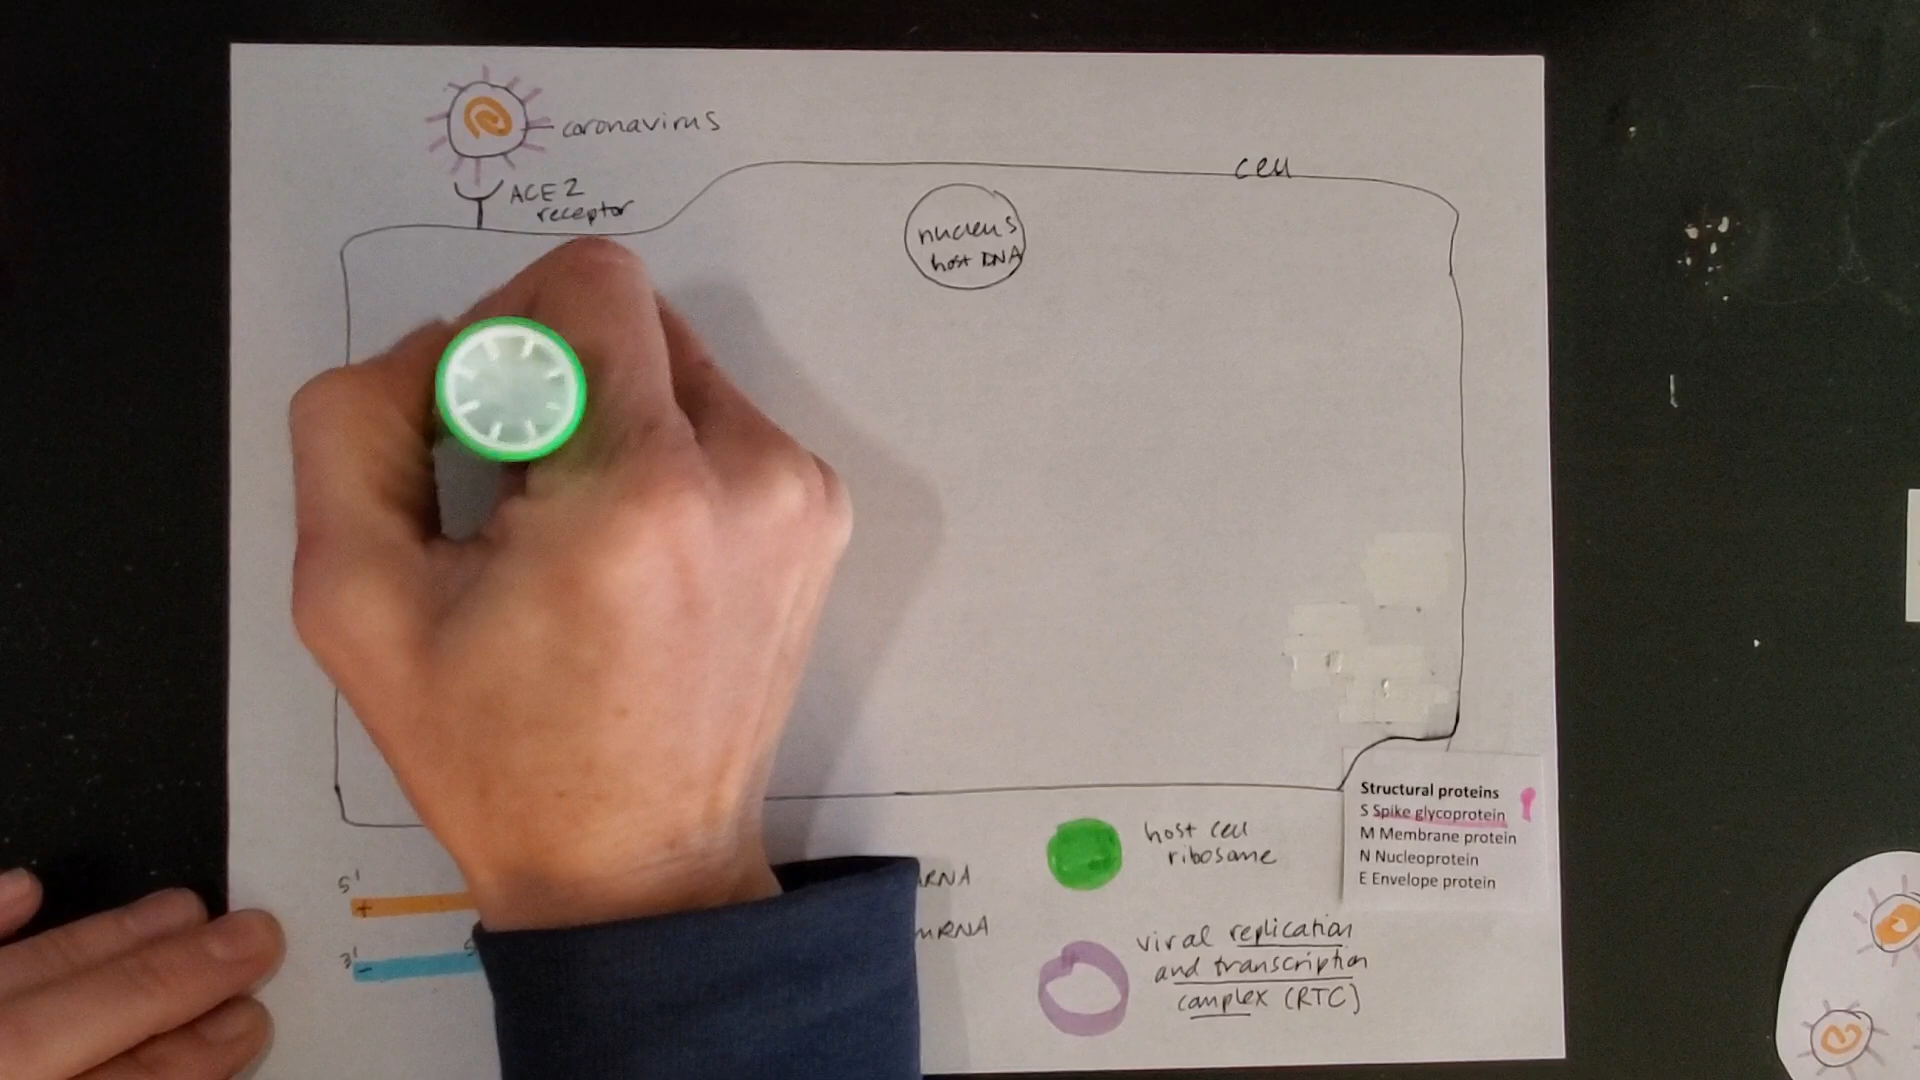 coronavirus
ACE2
receptor
cell
nucleus
host DNA
Structural proteins
S Spike glycoprotein
M Membrane protein
N Nucleoprotein
E Envelope protein
host cell
ribosome
5'
+
RNA
mRNA
3'
-
viral replication
and transcription
complex (RTC)